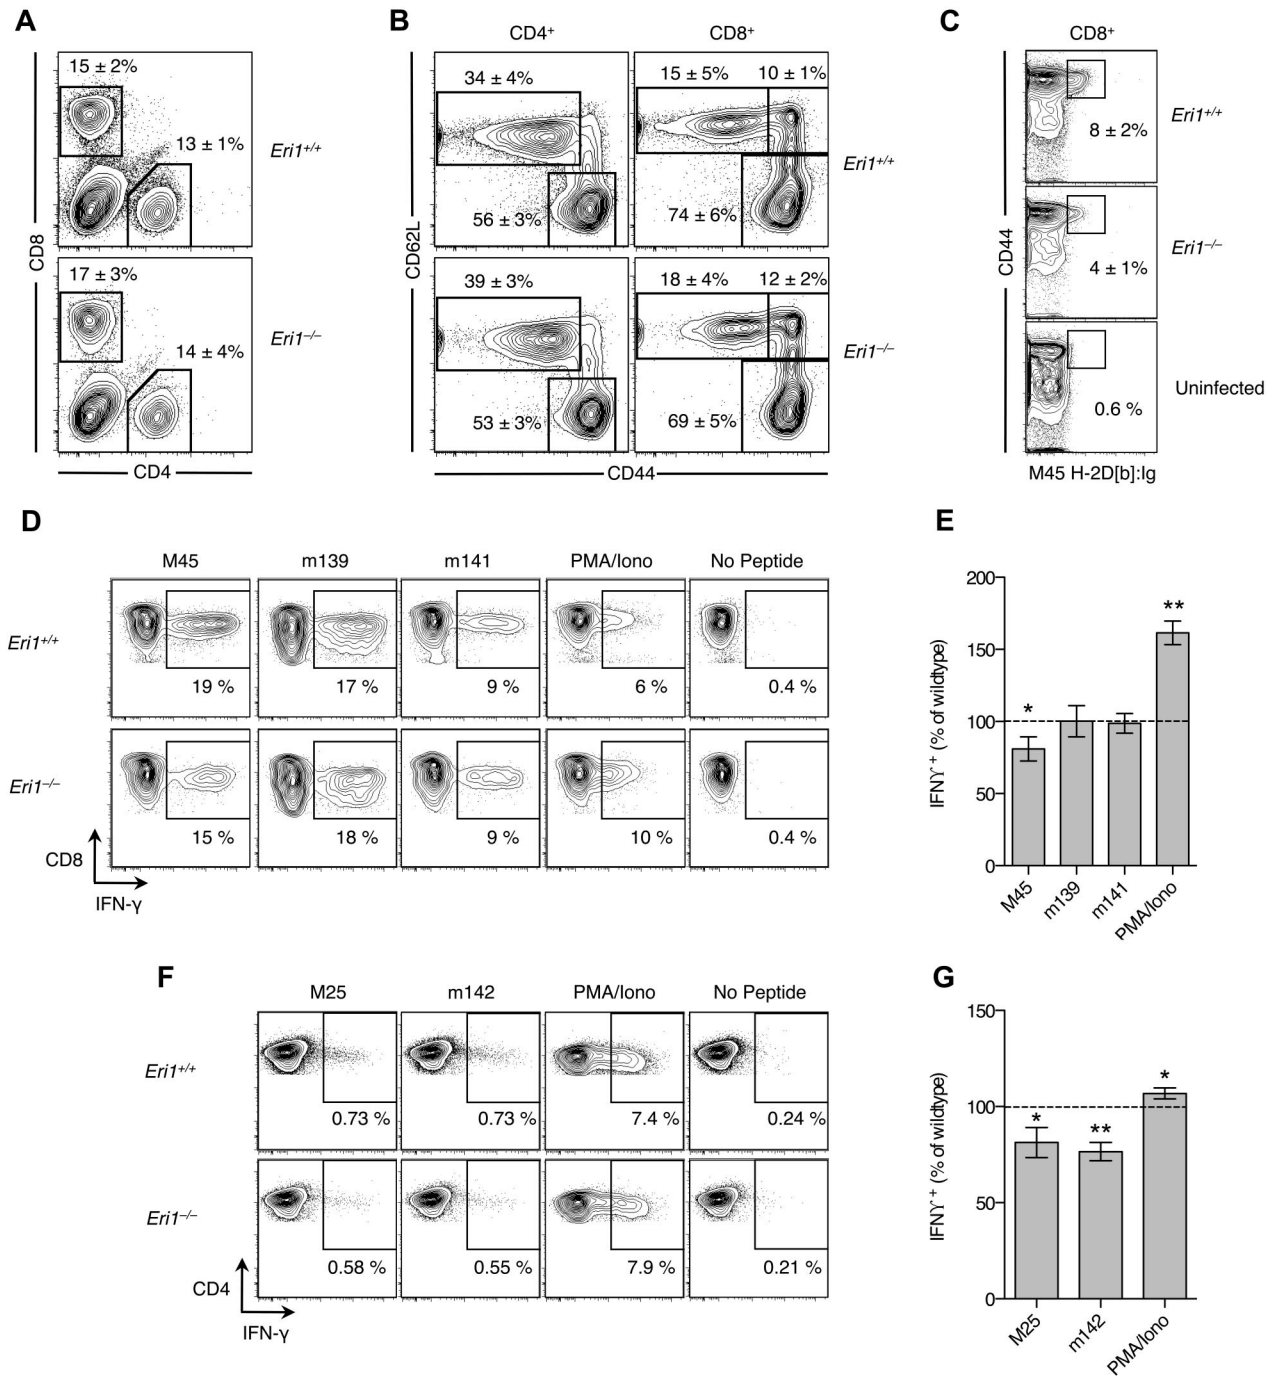 A
15 ± 2%
13 ± 1%
Eri1+/+
17 ± 3%
14 ± 4%
Eri1–/–
CD8
CD4
B
CD4+
CD8+
34 ± 4%
56 ± 3%
15 ± 5%
10 ± 1%
74 ± 6%
Eri1+/+
39 ± 3%
53 ± 3%
18 ± 4%
12 ± 2%
69 ± 5%
Eri1–/–
CD62L
CD44
C
CD8+
8 ± 2%
Eri1+/+
4 ± 1%
Eri1–/–
0.6 %
Uninfected
CD44
M45 H-2D[b]:Ig
D
M45
m139
m141
PMA/Iono
No Peptide
Eri1+/+
19 %
17 %
9 %
6 %
0.4 %
Eri1–/–
15 %
18 %
9 %
10 %
0.4 %
CD8
IFN-γ
E
IFNγ+ (% of wildtype)
200
150
100
50
0
*
**
M45
m139
m141
PMA/Iono
F
M25
m142
PMA/Iono
No Peptide
Eri1+/+
0.73 %
0.73 %
7.4 %
0.24 %
Eri1–/–
0.58 %
0.55 %
7.9 %
0.21 %
CD4
IFN-γ
G
IFNγ+ (% of wildtype)
150
100
50
0
*
**
*
M25
m142
PMA/Iono